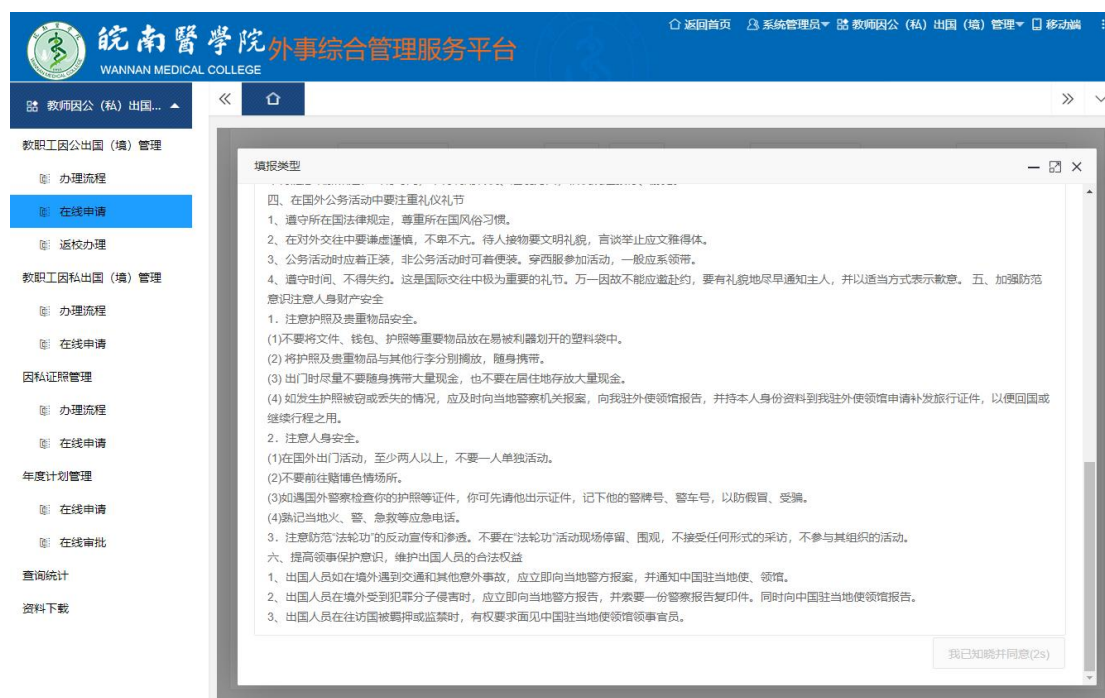 皖南醫學院
WANNAN MEDICAL COLLEGE
外事综合管理服务平台
返回首页 系统管理员 教师因公（私）出国（境）管理 移动端
教师因公（私）出国...
教职工因公出国（境）管理
办理流程
在线申请
返校办理
教职工因私出国（境）管理
办理流程
在线申请
因私证照管理
办理流程
在线申请
年度计划管理
在线申请
在线审批
查询统计
资料下载
填报类型
四、在国外公务活动中要注重礼仪礼节
1、遵守所在国法律规定，尊重所在国风俗习惯。
2、在对外交往中要谦虚谨慎，不卑不亢。待人接物要文明礼貌，言谈举止应文雅得体。
3、公务活动时应着正装，非公务活动时可着便装。穿西服参加活动，一般应系领带。
4、遵守时间、不得失约。这是国际交往中极为重要的礼节。万一因故不能应邀赴约，要有礼貌地尽早通知主人，并以适当方式表示歉意。 五、加强防范
意识注意人身财产安全
1．注意护照及贵重物品安全。
(1)不要将文件、钱包、护照等重要物品放在易被利器划开的塑料袋中。
(2) 将护照及贵重物品与其他行李分别搁放，随身携带。
(3) 出门时尽量不要随身携带大量现金，也不在居住地存放大量现金。
(4) 如发生护照被窃或丢失的情况，应及时向当地警察机关报案，向我驻外使领馆报告，并持本人身份资料到我驻外使领馆申请补发旅行证件，以便回国或
继续行程之用。
2．注意人身安全。
(1)在国外出门活动，至少两人以上，不要一人单独活动。
(2)不要前往赌博色情场所。
(3)如遇国外警察检查你的护照等证件，你可先请他出示证件，记下他的警牌号、警车号，以防假冒、受骗。
(4)熟记当地火、警、急救等应急电话。
3．注意防范“法轮功”的反动宣传和渗透。不要在“法轮功”活动现场停留、围观，不接受任何形式的采访，不参与其组织的活动。
六、提高领事保护意识，维护出国人员的合法权益
1、出国人员如在境外遇到交通和其他意外事故，应立即向当地警方报案，并通知中国驻当地使、领馆。
2、出国人员在境外受到犯罪分子侵害时，应立即向当地警方报告，并索要一份警察报告复印件。同时向中国驻当地使领馆报告。
3、出国人员在往访国被羁押或监禁时，有权要求面见中国驻当地使领馆领事官员。
我已知晓并同意(2s)